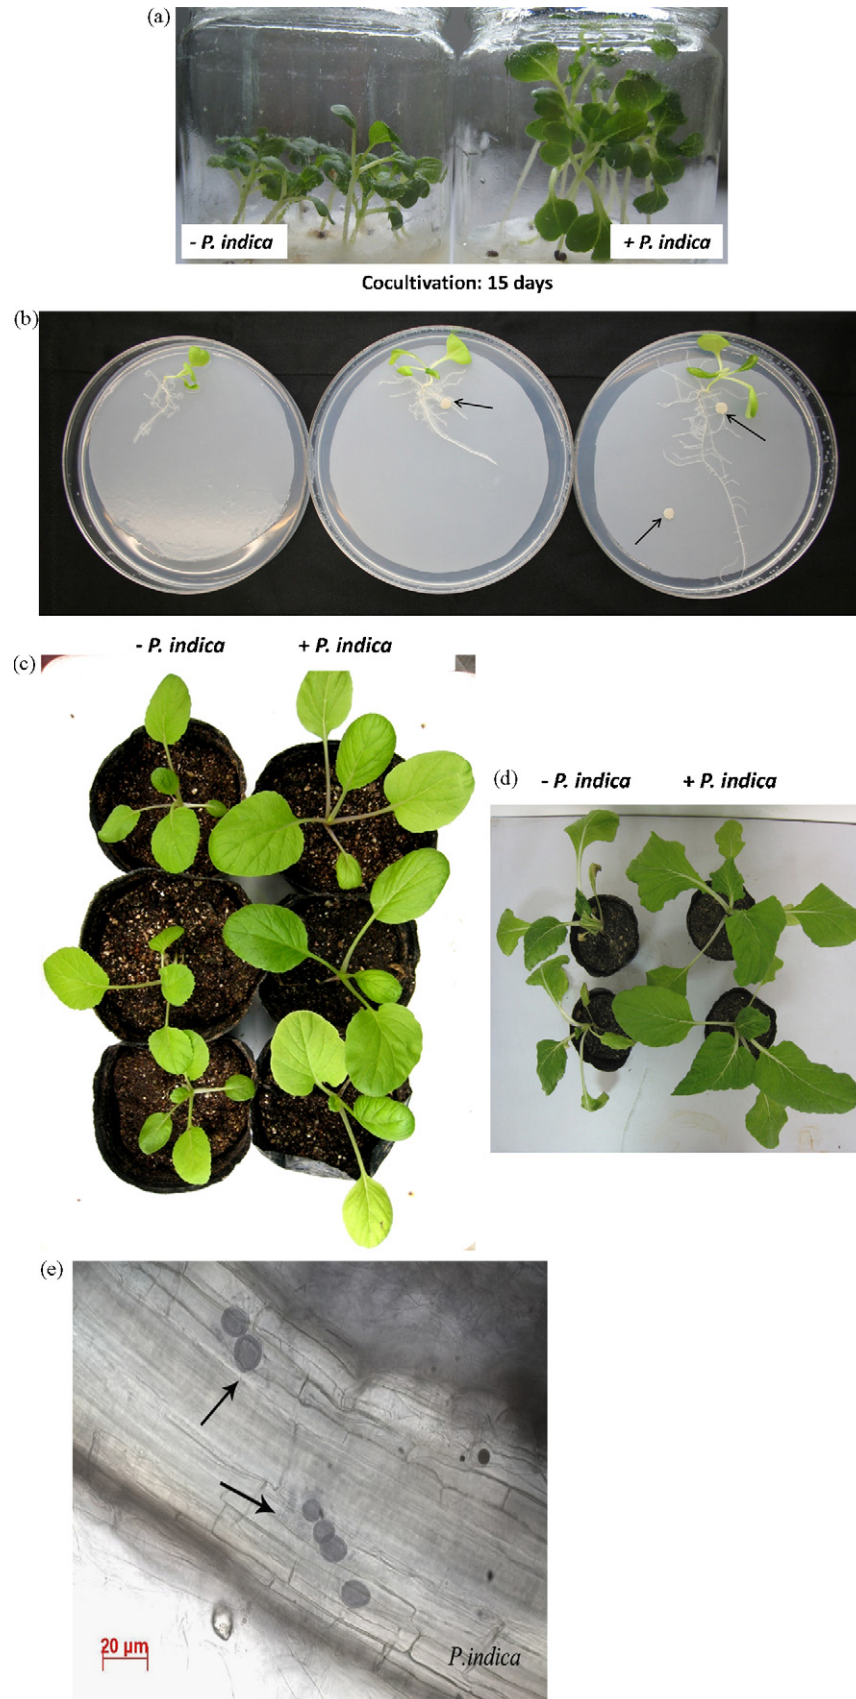 (a)
- P. indica
+ P. indica
Cocultivation: 15 days
(b)
- P. indica + P. indica
(c)
(d) - P. indica + P. indica
(e)
20 µm
P.indica